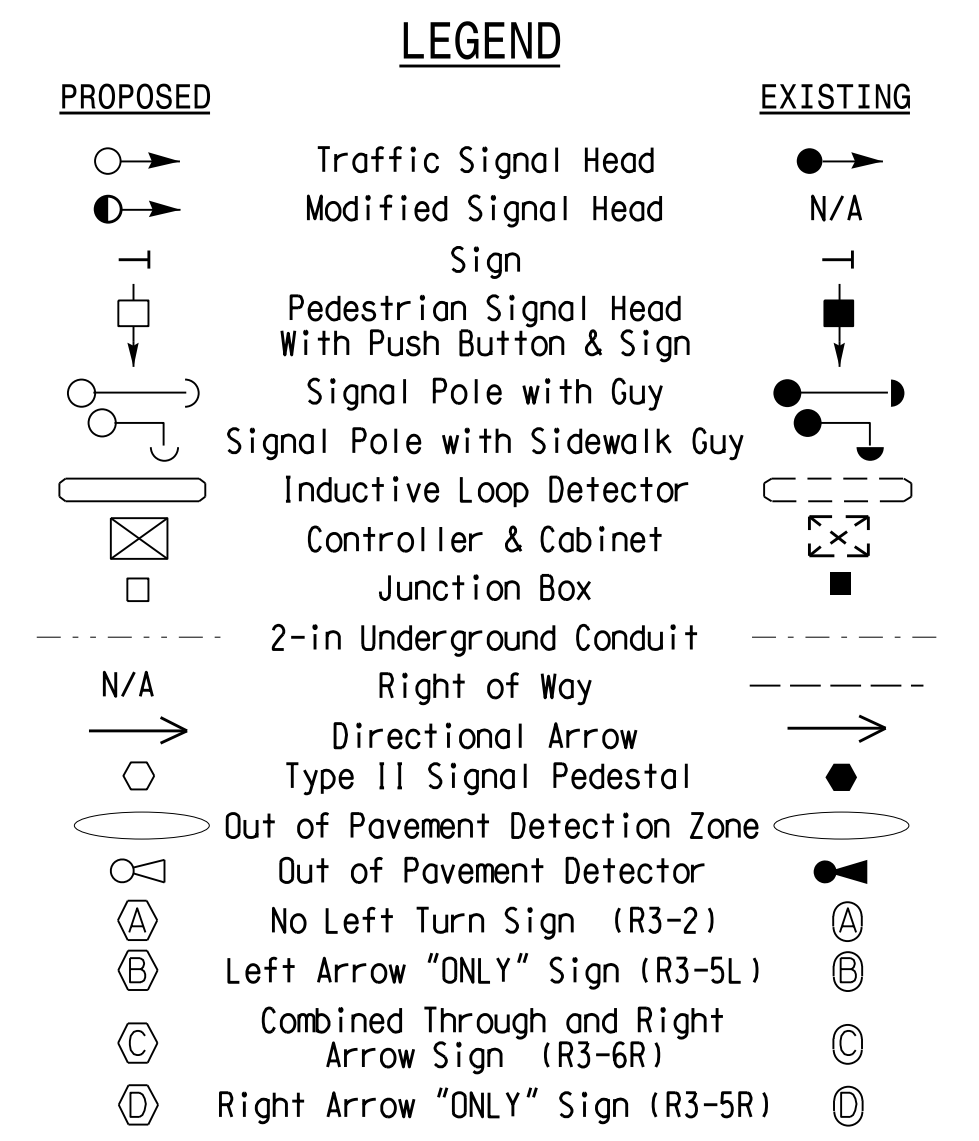 LEGEND
PROPOSED EXISTING
Traffic Signal Head
Modified Signal Head N/A
Sign
Pedestrian Signal Head
With Push Button & Sign
Signal Pole with Guy
Signal Pole with Sidewalk Guy
Inductive Loop Detector
Controller & Cabinet
Junction Box
2-in Underground Conduit
N/A Right of Way
Directional Arrow
Type II Signal Pedestal
Out of Pavement Detection Zone
Out of Pavement Detector
A No Left Turn Sign (R3-2) A
B Left Arrow "ONLY" Sign (R3-5L) B
Combined Through and Right
C Arrow Sign (R3-6R) C
D Right Arrow "ONLY" Sign (R3-5R) D